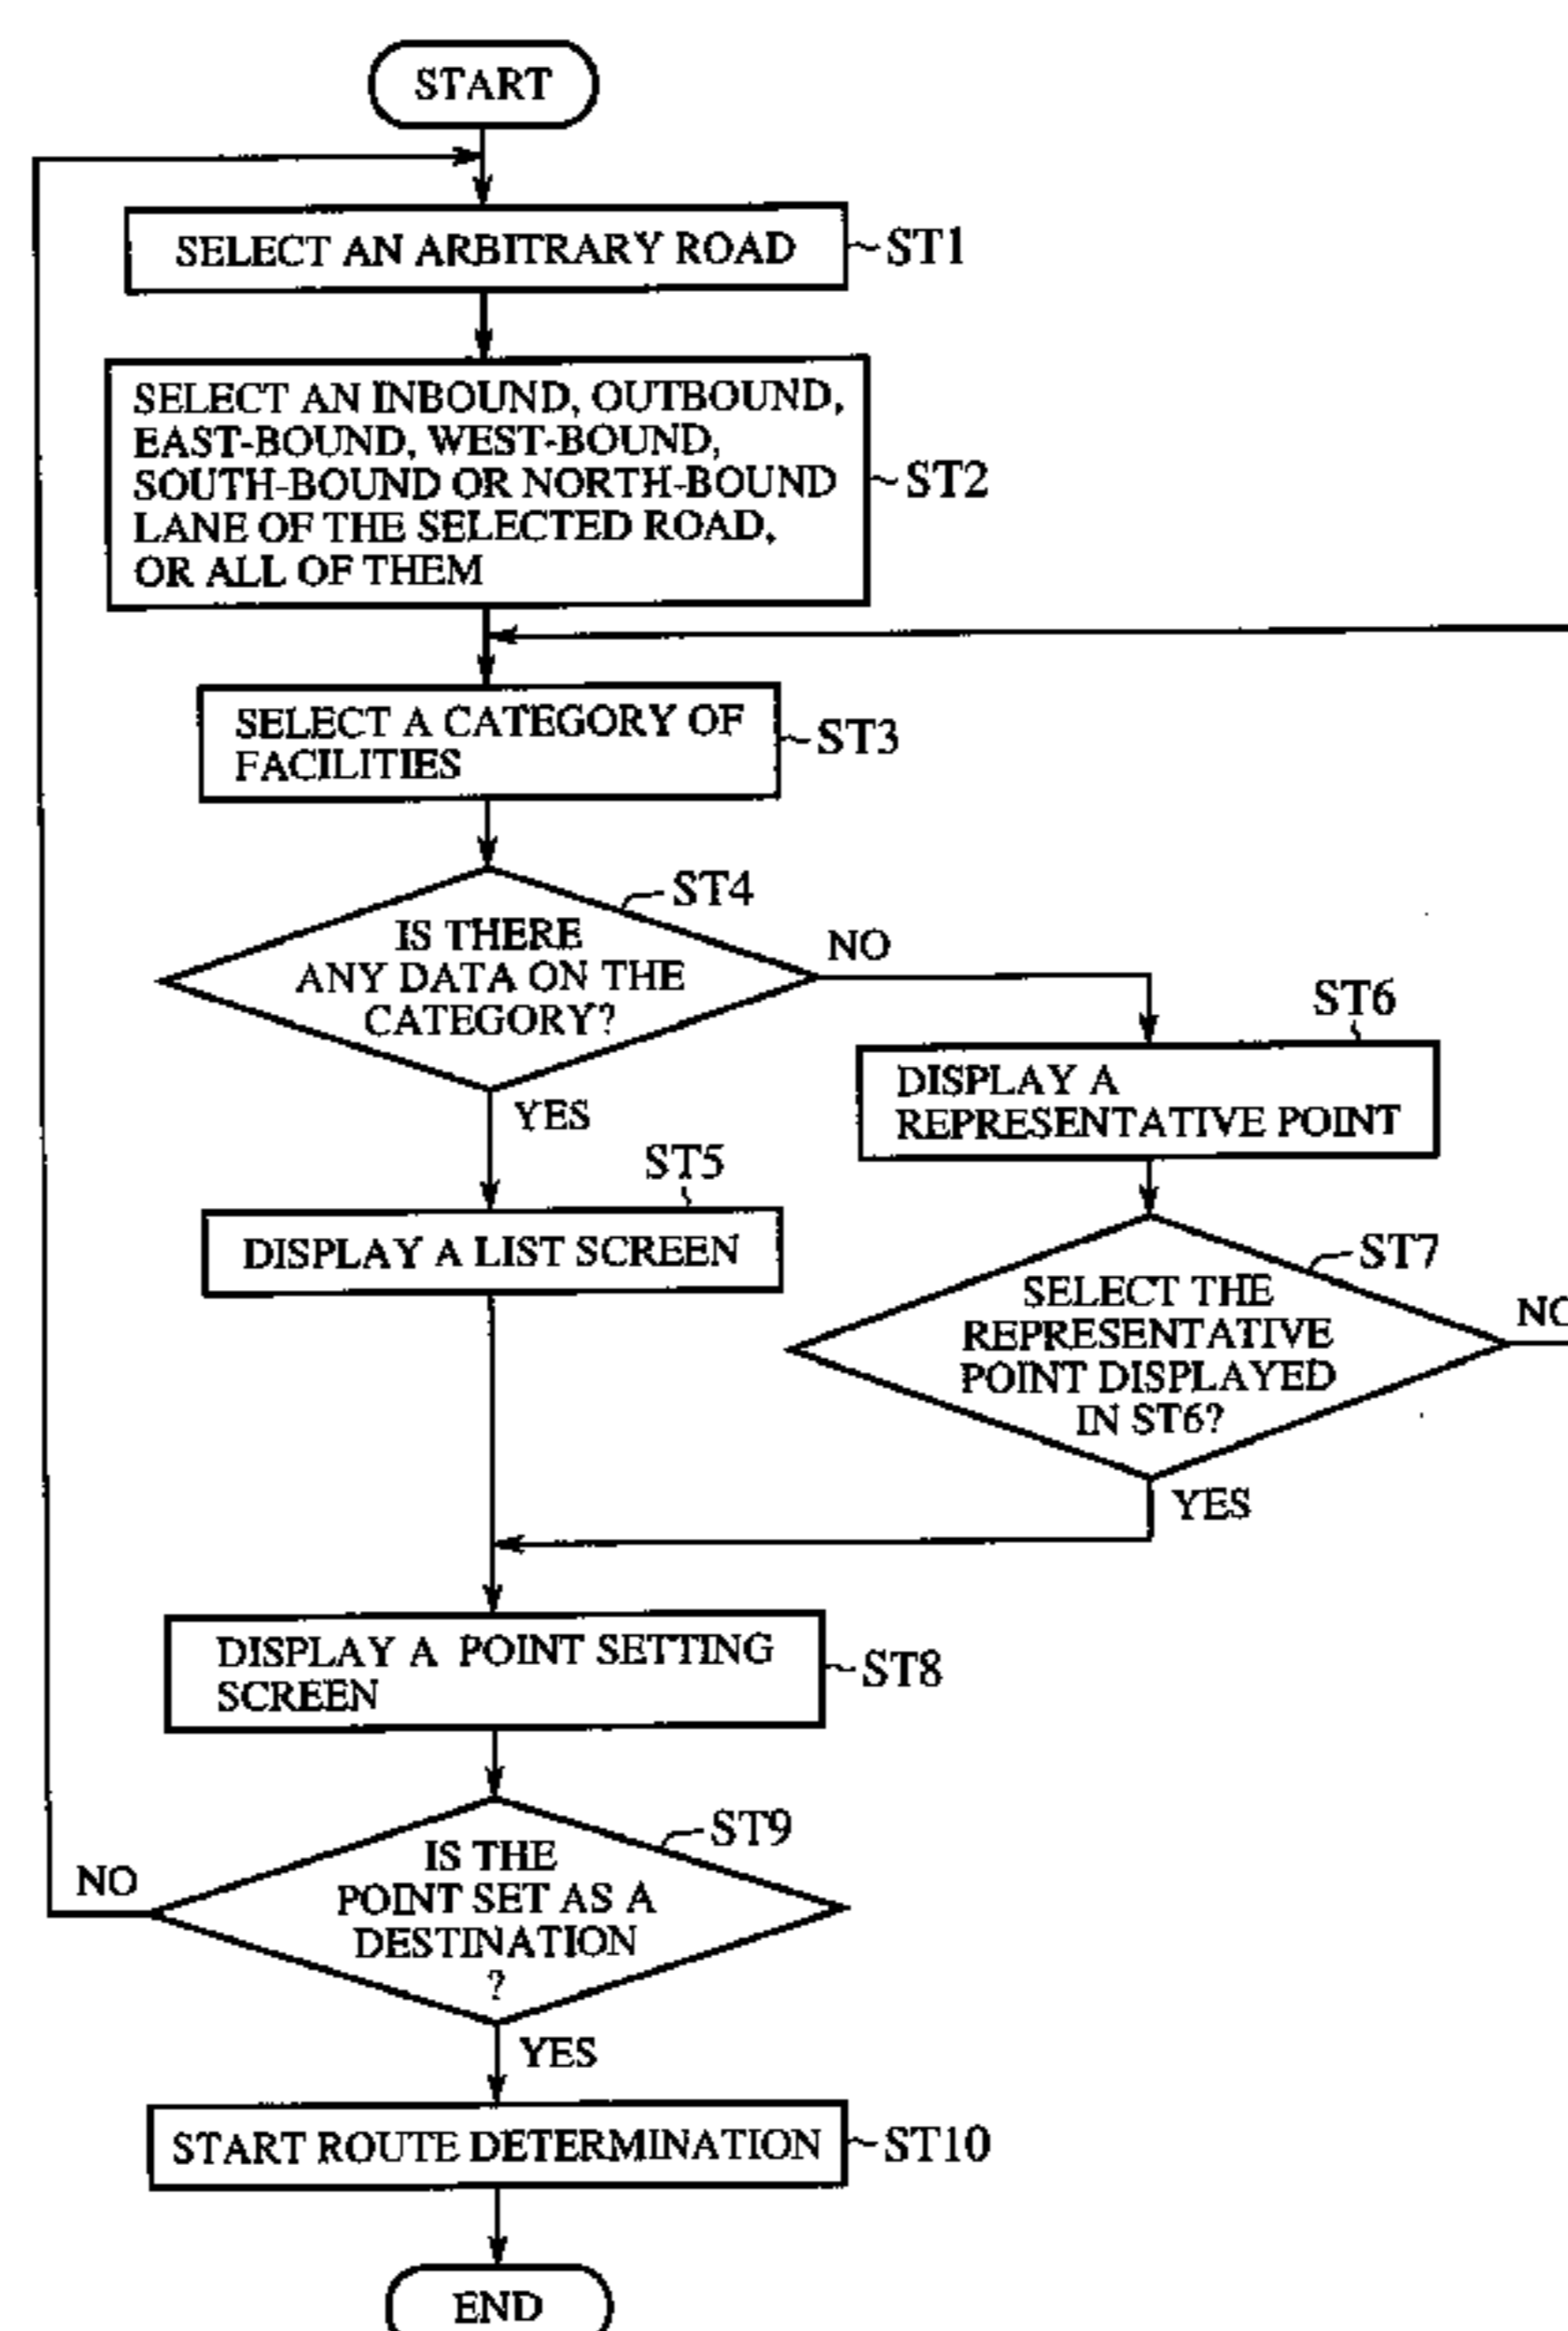 START
SELECT AN ARBITRARY ROAD
ST1
SELECT AN INBOUND, OUTBOUND,
EAST-BOUND, WEST-BOUND,
SOUTH-BOUND OR NORTH-BOUND
LANE OF THE SELECTED ROAD,
OR ALL OF THEM
ST2
SELECT A CATEGORY OF
FACILITIES
ST3
ST4
IS THERE
ANY DATA ON THE
CATEGORY?
NO
YES
ST6
DISPLAY A
REPRESENTATIVE POINT
ST5
DISPLAY A LIST SCREEN
ST7
SELECT THE
REPRESENTATIVE
POINT DISPLAYED
IN ST6?
NO
YES
DISPLAY A POINT SETTING
SCREEN
ST8
ST9
IS THE
POINT SET AS A
DESTINATION
?
NO
YES
START ROUTE DETERMINATION
ST10
END